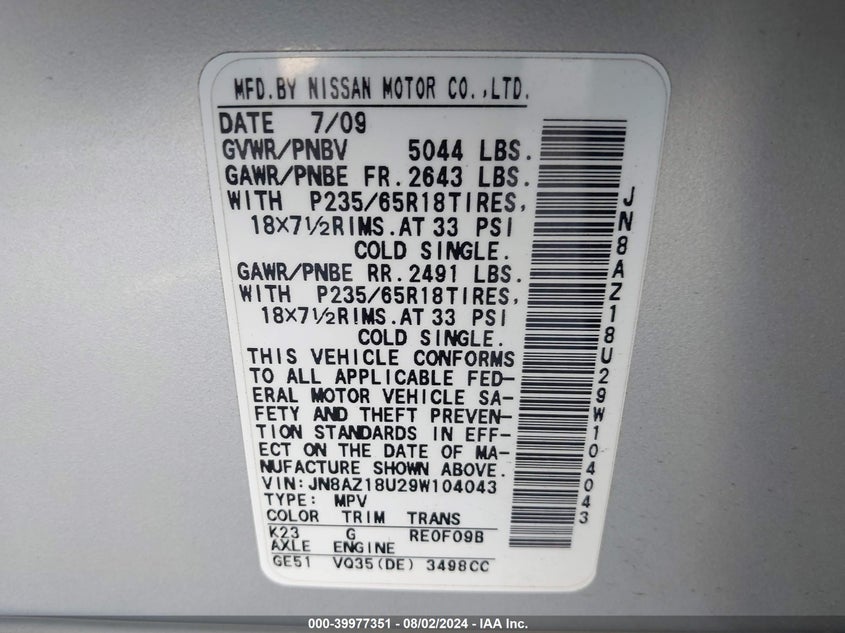 MFD.BY NISSAN MOTOR CO.,LTD.
DATE 7/09
GVWR/PNBV 5044 LBS.
GAWR/PNBE FR.2643 LBS.
WITH P235/65R18TIRES,
18×7½RIMS.AT 33 PSI
COLD SINGLE.
GAWR/PNBE RR.2491 LBS.
WITH P235/65R18TIRES,
18×7½RIMS.AT 33 PSI
COLD SINGLE.
THIS VEHICLE CONFORMS
TO ALL APPLICABLE FED-
ERAL MOTOR VEHICLE SA-
FETY AND THEFT PREVEN-
TION STANDARDS IN EFF-
ECT ON THE DATE OF MA-
NUFACTURE SHOWN ABOVE.
VIN:JN8AZ18U29W104043
TYPE: MPV
COLOR TRIM TRANS
K23 G RE0F09B
AXLE ENGINE
GE51 VQ35(DE) 3498CC
JN8AZ18U29W104043
000-39977351 — 08/02/2024 — IAA Inc.